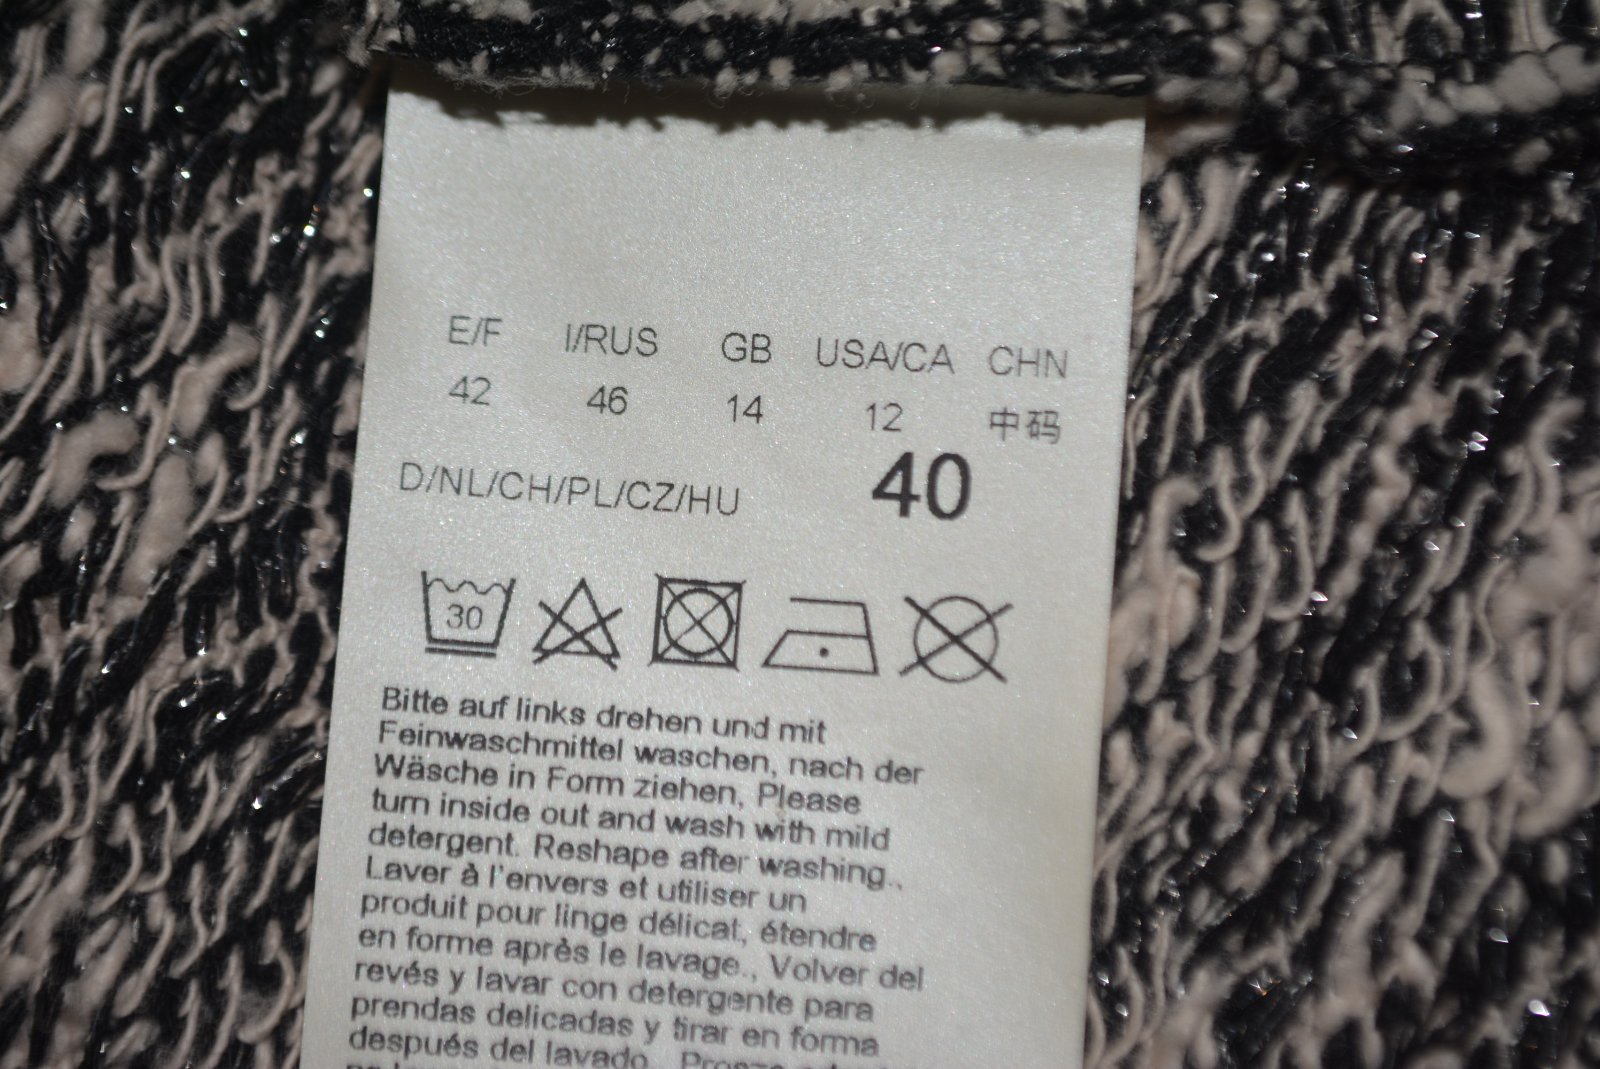 E/F I/RUS GB USA/CA CHN
42 46 14 12 中码
D/NL/CH/PL/CZ/HU 40
30
Bitte auf links drehen und mit
Feinwaschmittel waschen, nach der
Wäsche in Form ziehen, Please
turn inside out and wash with mild
detergent. Reshape after washing.,
Laver à l'envers et utiliser un
produit pour linge délicat, étendre
en forme après le lavage., Volver del
revés y lavar con detergente para
prendas delicadas y tirar en forma
después del lavado